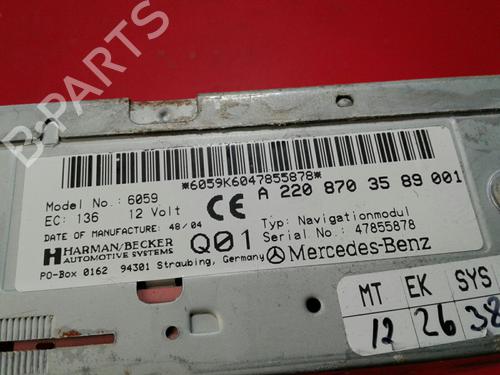 B-PARTS
*6059K6047855878*
Model No.: 6059
EC: 136 12 Volt
CE A 220 870 35 89 001
DATE OF MANUFACTURE: 48/04
HARMAN/BECKER
AUTOMOTIVE SYSTEMS
Q01
Typ: Navigationmodul
Serial No.: 47855878
Mercedes-Benz
PO-Box 0162 94301 Straubing, Germany
MT EK SYS
12 26 38